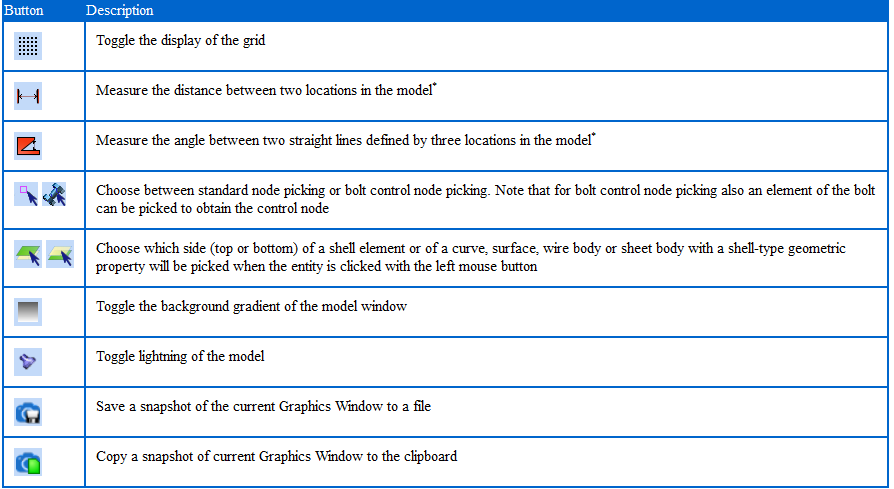 Button Description
Toggle the display of the grid
Measure the distance between two locations in the model*
Measure the angle between two straight lines defined by three locations in the model*
Choose between standard node picking or bolt control node picking. Note that for bolt control node picking also an element of the bolt
can be picked to obtain the control node
Choose which side (top or bottom) of a shell element or of a curve, surface, wire body or sheet body with a shell-type geometric
property will be picked when the entity is clicked with the left mouse button
Toggle the background gradient of the model window
Toggle lightning of the model
Save a snapshot of the current Graphics Window to a file
Copy a snapshot of current Graphics Window to the clipboard